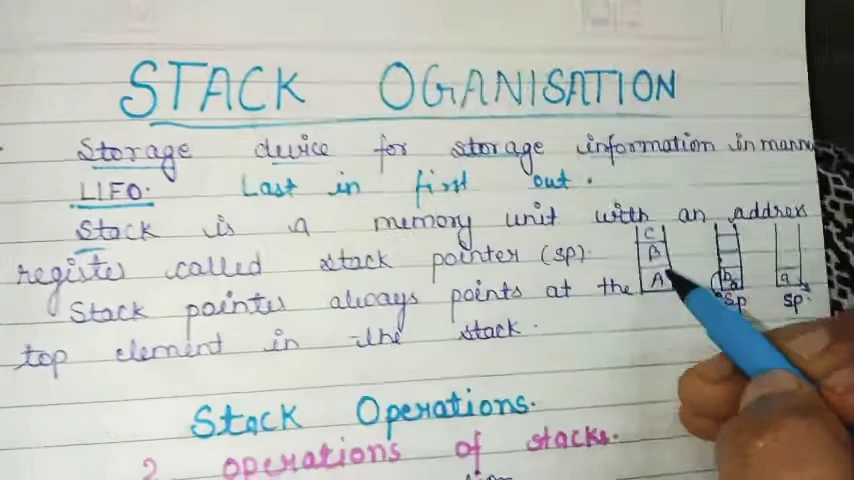 STACK OGANISATION
Storage device for storage information in mann
LIFO. Last in first out.
Stack is a memory unit with an addres
register called stack pointer (SP).
Stack pointer always points at the
top element in the stack.
C
B
A
SP
SP.
Stack Operations.
2 operations of stacks.